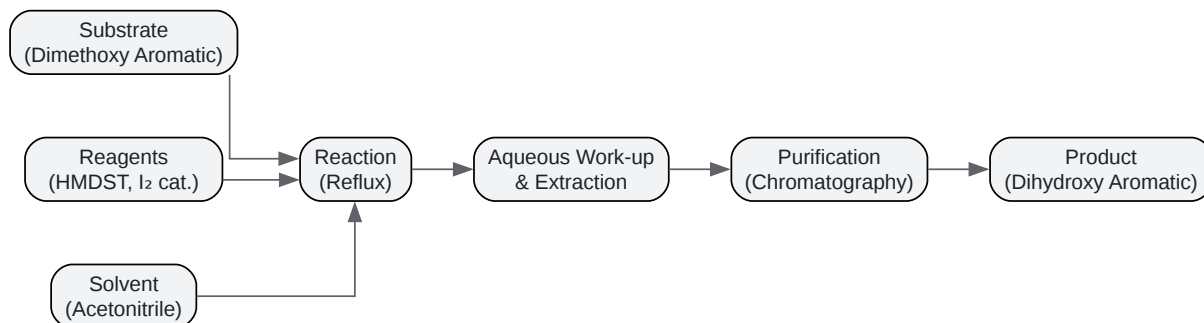 Substrate
(Dimethoxy Aromatic)
Reagents
(HMDST, I₂ cat.)
Solvent
(Acetonitrile)
Reaction
(Reflux)
Aqueous Work-up
& Extraction
Purification
(Chromatography)
Product
(Dihydroxy Aromatic)